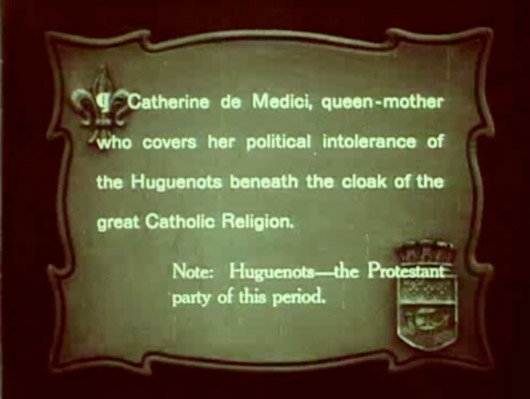 ¶ Catherine de Medici, queen-mother
who covers her political intolerance of
the Huguenots beneath the cloak of the
great Catholic Religion.
Note: Huguenots—the Protestant
party of this period.